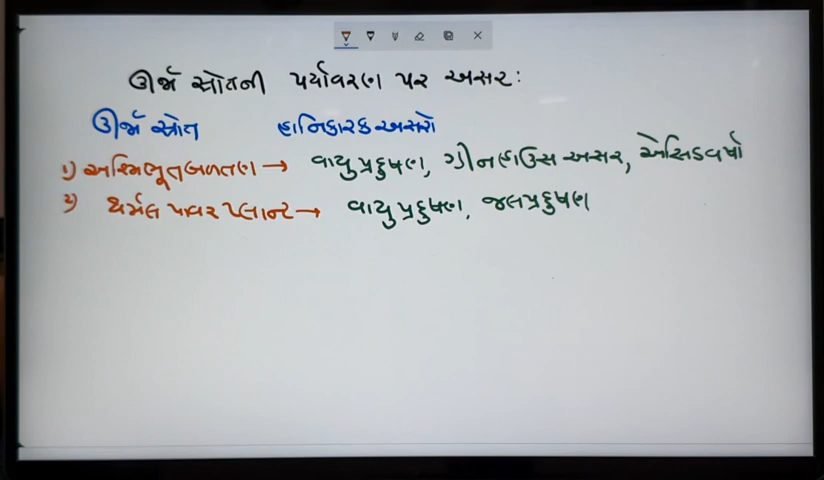 ઊર્જા સ્ત્રોતની પર્યાવરણ પર અસર:
ઊર્જા સ્ત્રોત હાનિકારક અસરો
1) અશ્મિભૂત બળતણ → વાયુ પ્રદુષણ, ગ્રીનહાઉસ અસર, એસિડવર્ષા
2) થર્મલ પાવર પ્લાન્ટ → વાયુ પ્રદુષણ, જલપ્રદુષણ